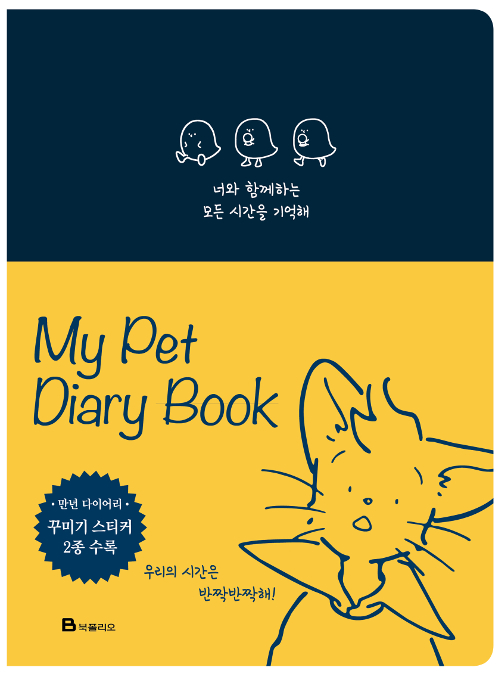 너와 함께하는
모든 시간을 기억해
My Pet
Diary Book
• 만년 다이어리 •
꾸미기 스티커
2종 수록
우리의 시간은
반짝반짝해!
B 북폴리오